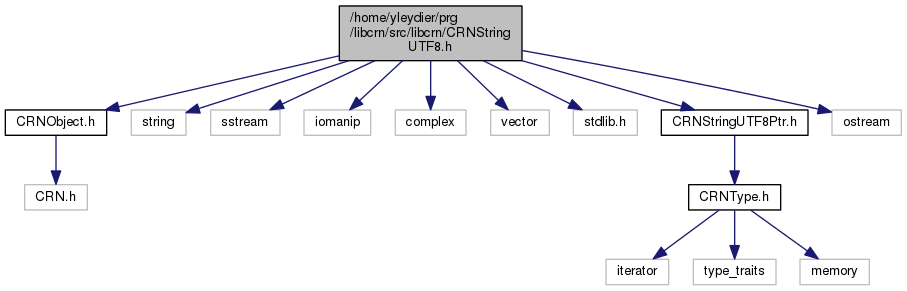 /home/yleydier/prg
/libcrn/src/libcrn/CRNString
UTF8.h
CRNObject.h
string
sstream
iomanip
complex
vector
stdlib.h
CRNStringUTF8Ptr.h
ostream
CRN.h
CRNType.h
iterator
type_traits
memory